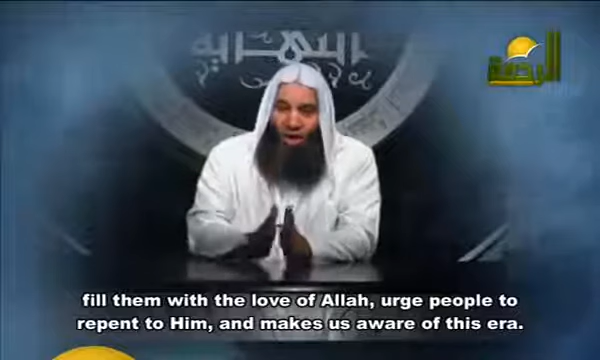 الرحمة
fill them with the love of Allah, urge people to
repent to Him, and makes us aware of this era.